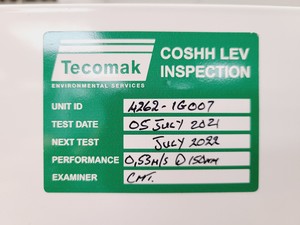 Tecomak
ENVIRONMENTAL SERVICES
COSHH LEV
INSPECTION
UNIT ID 4262-1G007
TEST DATE 05 JULY 2021
NEXT TEST JULY 2022
PERFORMANCE 0,53M/S @ 150MM
EXAMINER CMT.